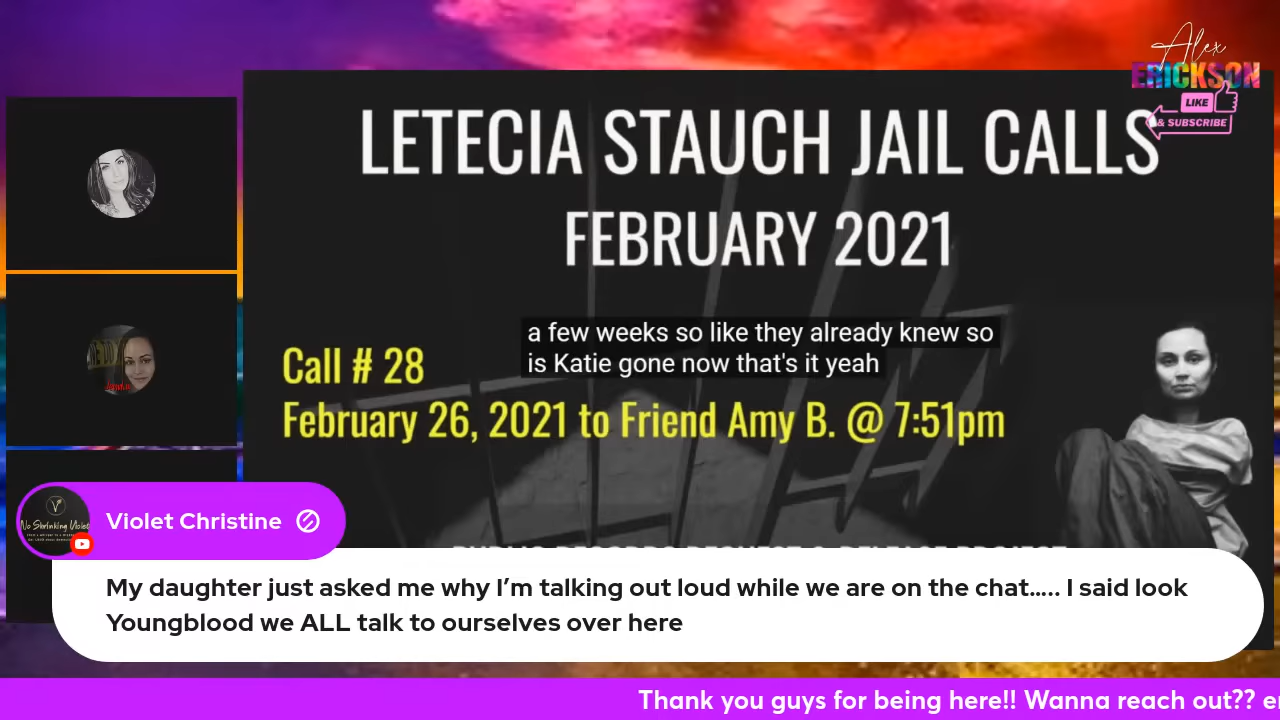 Alex
ERICKSON
LIKE
& SUBSCRIBE
LETECIA STAUCH JAIL CALLS
FEBRUARY 2021
a few weeks so like they already knew so
is Katie gone now that's it yeah
Call # 28
February 26, 2021 to Friend Amy B. @ 7:51pm
Violet Christine
No Shrinking Violet
My daughter just asked me why I’m talking out loud while we are on the chat..... I said look
Youngblood we ALL talk to ourselves over here
Thank you guys for being here!! Wanna reach out??